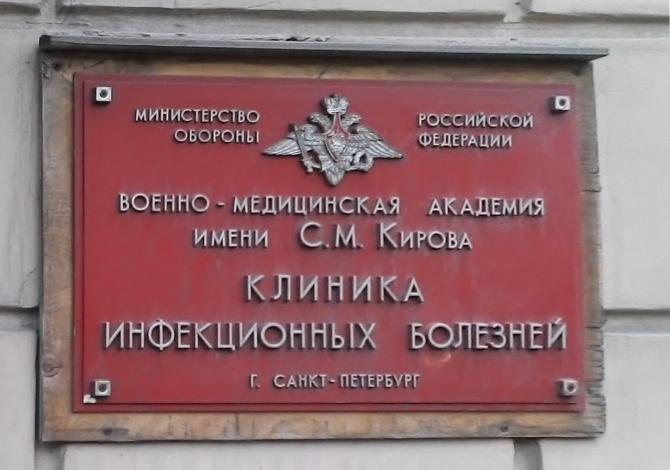 МИНИСТЕРСТВО РОССИЙСКОЙ
ОБОРОНЫ ФЕДЕРАЦИИ
ВОЕННО - МЕДИЦИНСКАЯ АКАДЕМИЯ
ИМЕНИ С.М. КИРОВА
КЛИНИКА
ИНФЕКЦИОННЫХ БОЛЕЗНЕЙ
Г. САНКТ-ПЕТЕРБУРГ